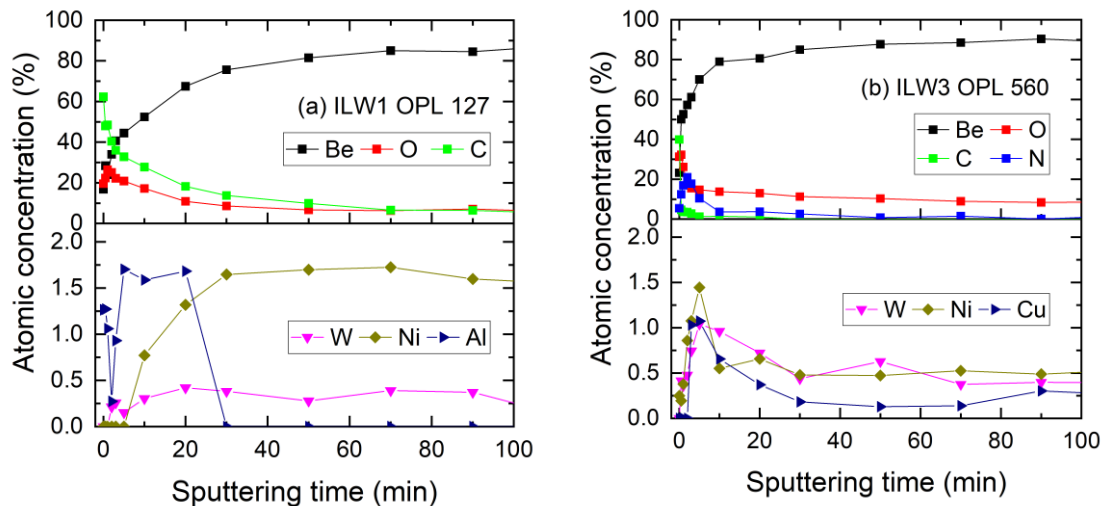 Atomic concentration (%)
100
80
60
40
20
0
(a) ILW1 OPL 127
Be O C
2.0
1.5
1.0
0.5
0.0
W Ni Al
0 20 40 60 80 100
Sputtering time (min)
Atomic concentration (%)
100
80
60
40
20
0
(b) ILW3 OPL 560
Be O
C N
2.0
1.5
1.0
0.5
0.0
W Ni Cu
0 20 40 60 80 100
Sputtering time (min)